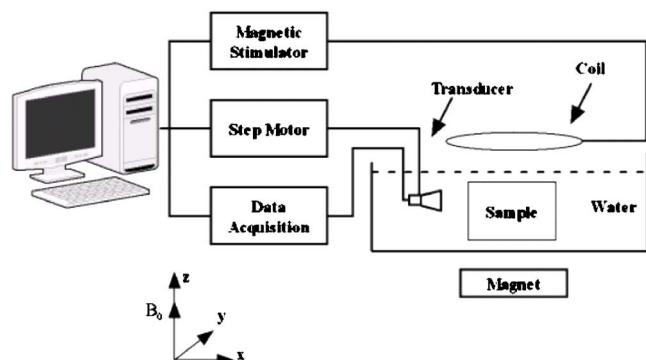 Magnetic
Stimulator
Coil
Transducer
Step Motor
Data
Acquisition
Sample
Water
Magnet
z
B₀
y
x